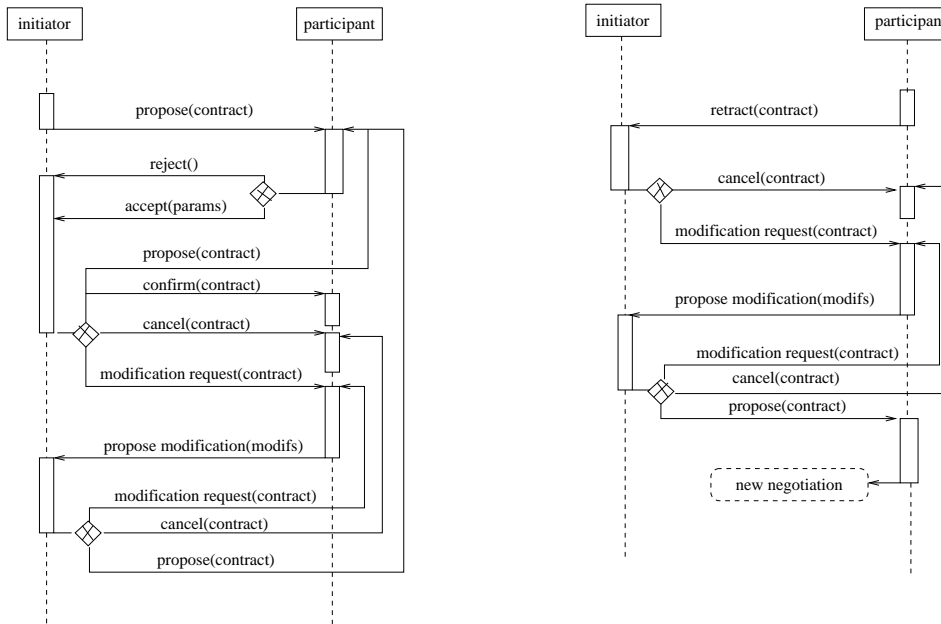 initiator
participant
propose(contract)
reject()
accept(params)
propose(contract)
confirm(contract)
cancel(contract)
modification request(contract)
propose modification(modifs)
modification request(contract)
cancel(contract)
propose(contract)
initiator
participant
retract(contract)
cancel(contract)
modification request(contract)
propose modification(modifs)
modification request(contract)
cancel(contract)
propose(contract)
new negotiation